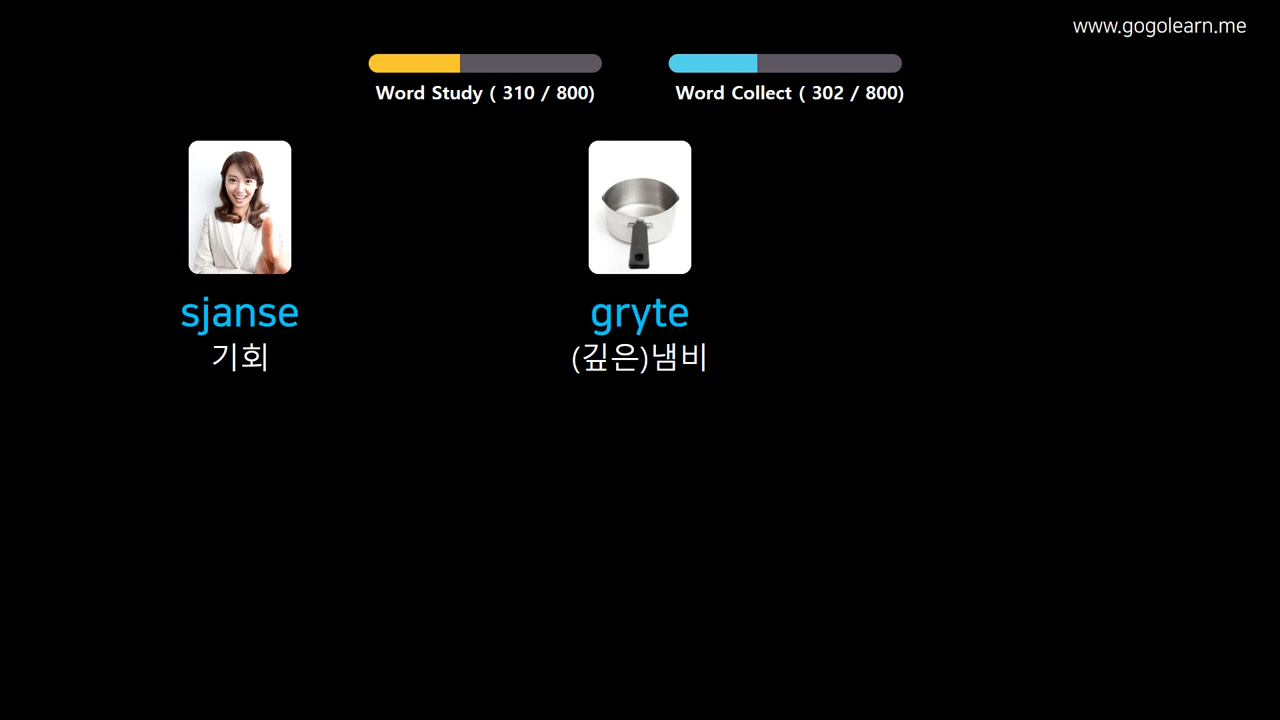 www.gogolearn.me
Word Study ( 310 / 800)
Word Collect ( 302 / 800)
sjanse
기회
gryte
(깊은)냄비